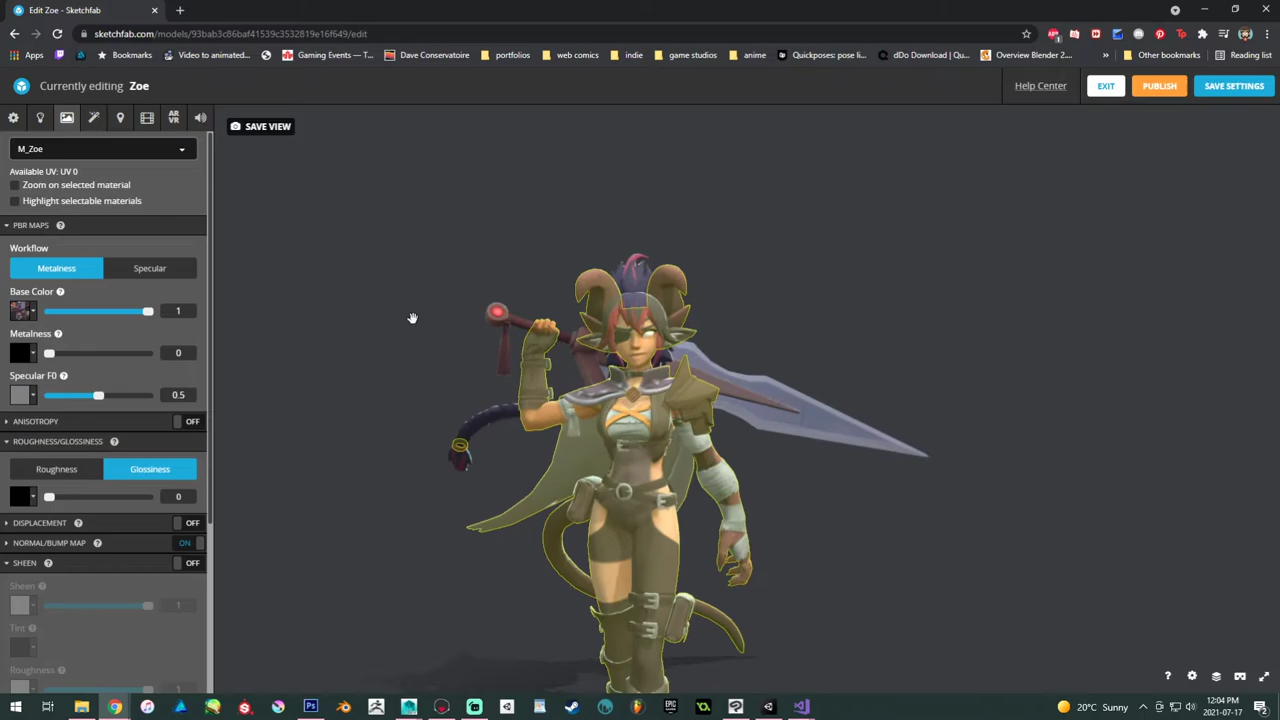 Edit Zoe - Sketchfab
sketchfab.com/models/93bab3c86baf41539c3532819e16f649/edit
Apps
Bookmarks
Video to animated...
Gaming Events — T...
Dave Conservatoire
portfolios
web comics
indie
game studios
anime
Quickposes: pose li...
dDo Download | Qu...
Overview Blender 2....
Other bookmarks
Reading list
Currently editing Zoe
Help Center
EXIT
PUBLISH
SAVE SETTINGS
AR
VR
SAVE VIEW
M_Zoe
Available UV: UV 0
Zoom on selected material
Highlight selectable materials
PBR MAPS
Workflow
Metalness Specular
Base Color
1
Metalness
0
Specular F0
0.5
ANISOTROPY OFF
ROUGHNESS/GLOSSINESS
Roughness Glossiness
0
DISPLACEMENT OFF
NORMAL/BUMP MAP ON
SHEEN OFF
Sheen
1
Tint
Roughness
1
20°C Sunny
12:04 PM
2021-07-17